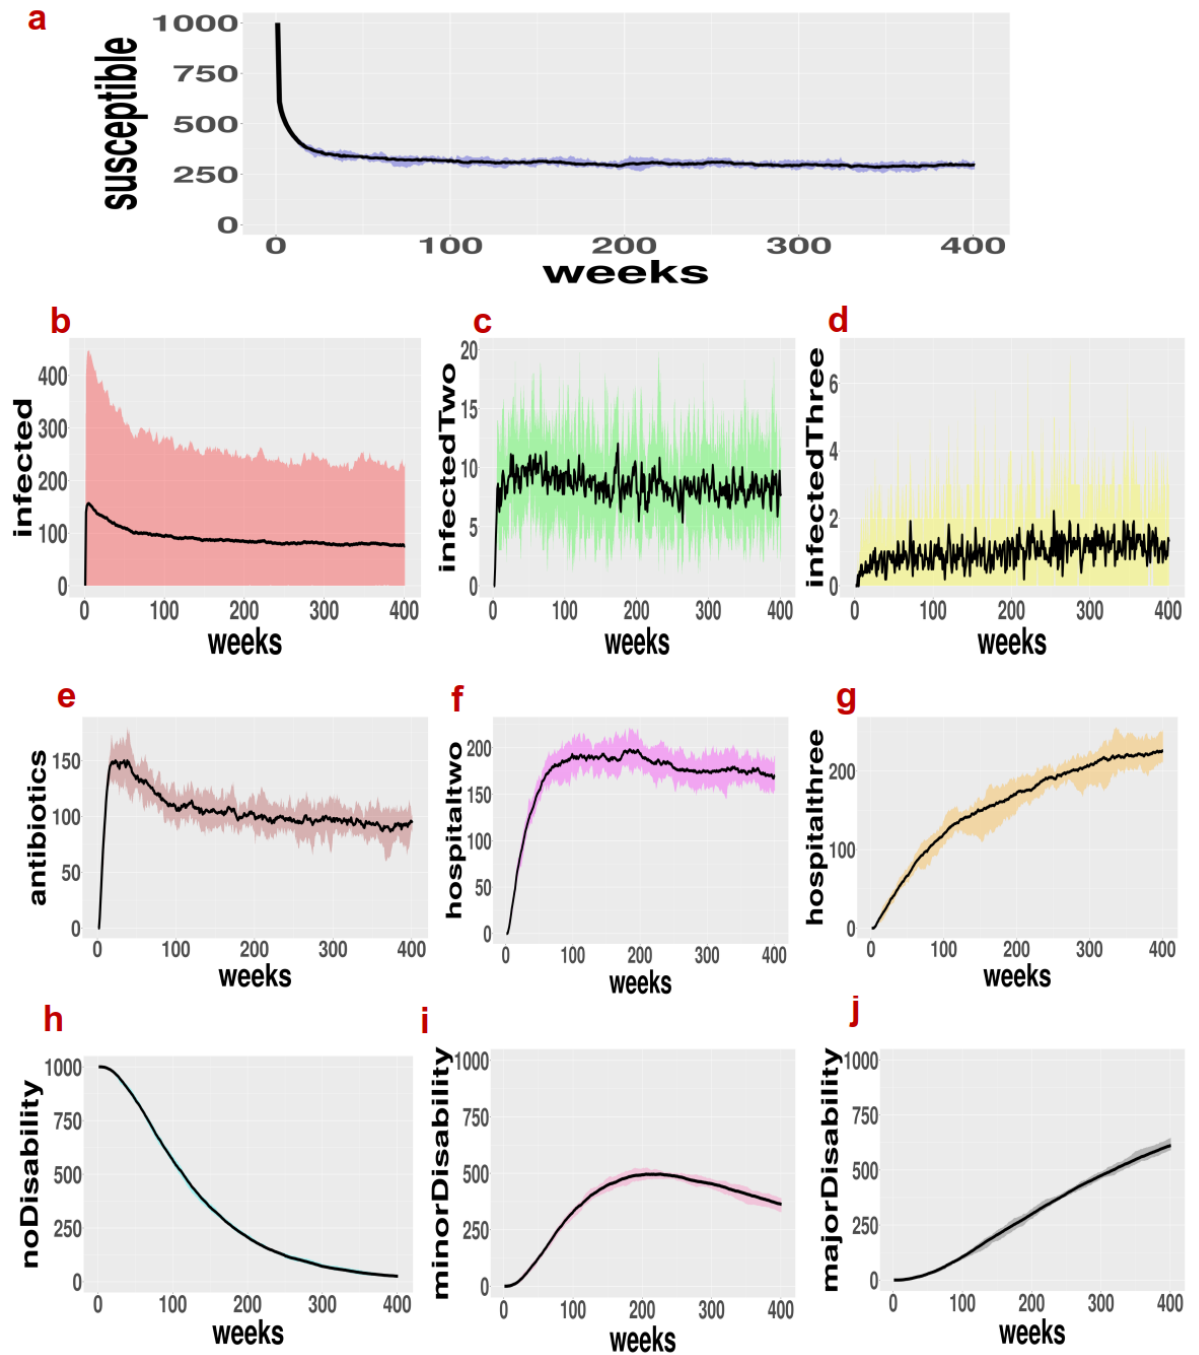 a
susceptible
1000
750
500
250
0
0 100 200 300 400
weeks
b
infected
400
300
200
100
0
0 100 200 300 400
weeks
c
infectedTwo
20
15
10
5
0
0 100 200 300 400
weeks
d
infectedThree
6
4
2
0
0 100 200 300 400
weeks
e
antibiotics
150
100
50
0
0 100 200 300 400
weeks
f
hospitaltwo
200
150
100
50
0
0 100 200 300 400
weeks
g
hospitalthree
200
100
0
0 100 200 300 400
weeks
h
noDisability
1000
750
500
250
0
0 100 200 300 400
weeks
i
minorDisability
1000
750
500
250
0
0 100 200 300 400
weeks
j
majorDisability
1000
750
500
250
0
0 100 200 300 400
weeks